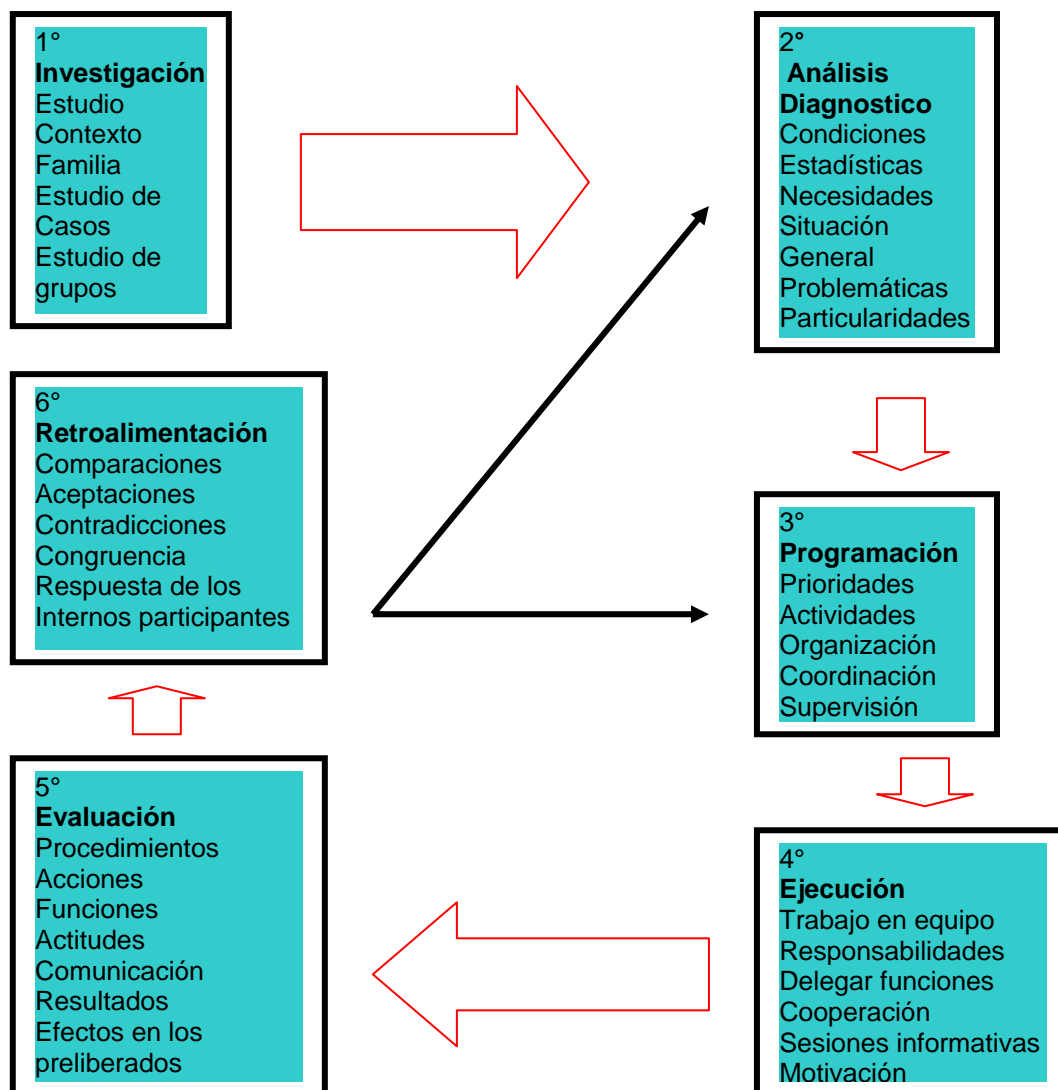 1°
Investigación
Estudio
Contexto
Familia
Estudio de
Casos
Estudio de
grupos
2°
Análisis
Diagnostico
Condiciones
Estadísticas
Necesidades
Situación
General
Problemáticas
Particularidades
3°
Programación
Prioridades
Actividades
Organización
Coordinación
Supervisión
4°
Ejecución
Trabajo en equipo
Responsabilidades
Delegar funciones
Cooperación
Sesiones informativas
Motivación
5°
Evaluación
Procedimientos
Acciones
Funciones
Actitudes
Comunicación
Resultados
Efectos en los
preliberados
6°
Retroalimentación
Comparaciones
Aceptaciones
Contradicciones
Congruencia
Respuesta de los
Internos participantes